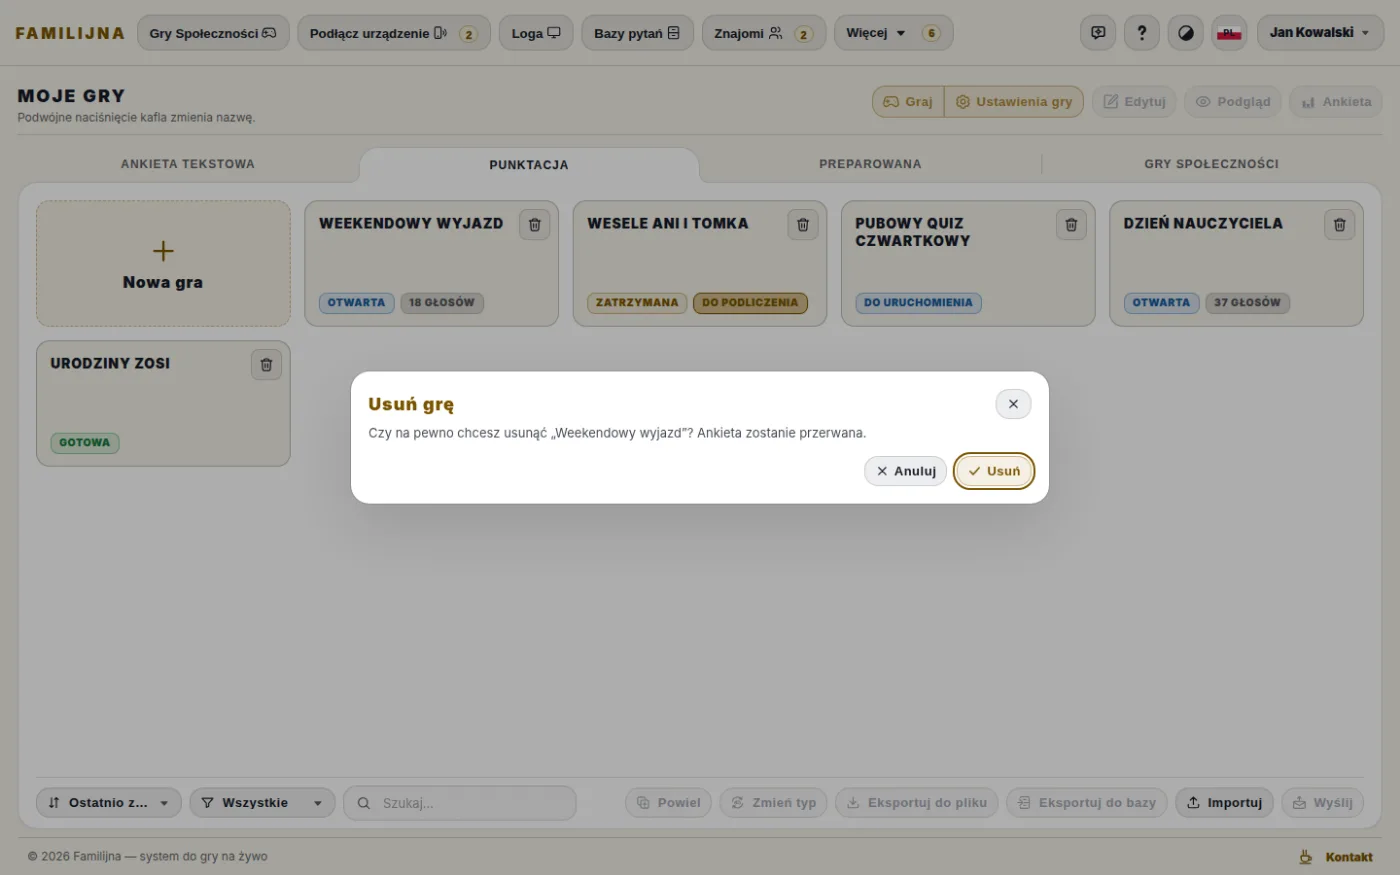 FAMILIJNA
Gry Społeczności
Podłącz urządzenie 2
Loga
Bazy pytań
Znajomi 2
Więcej 6
?
PL
Jan Kowalski
MOJE GRY
Podwójne naciśnięcie kafla zmienia nazwę.
Graj
Ustawienia gry
Edytuj
Podgląd
Ankieta
ANKIETA TEKSTOWA
PUNKTACJA
PREPAROWANA
GRY SPOŁECZNOŚCI
Nowa gra
WEEKENDOWY WYJAZD
OTWARTA
18 GŁOSÓW
WESELE ANI I TOMKA
ZATRZYMANA
DO PODLICZENIA
PUBOWY QUIZ
CZWARTKOWY
DO URUCHOMIENIA
DZIEŃ NAUCZYCIELA
OTWARTA
37 GŁOSÓW
URODZINY ZOSI
GOTOWA
Usuń grę
Czy na pewno chcesz usunąć „Weekendowy wyjazd”? Ankieta zostanie przerwana.
Anuluj
Usuń
Ostatnio z...
Wszystkie
Szukaj...
Powiel
Zmień typ
Eksportuj do pliku
Eksportuj do bazy
Importuj
Wyślij
© 2026 Familijna — system do gry na żywo
Kontakt